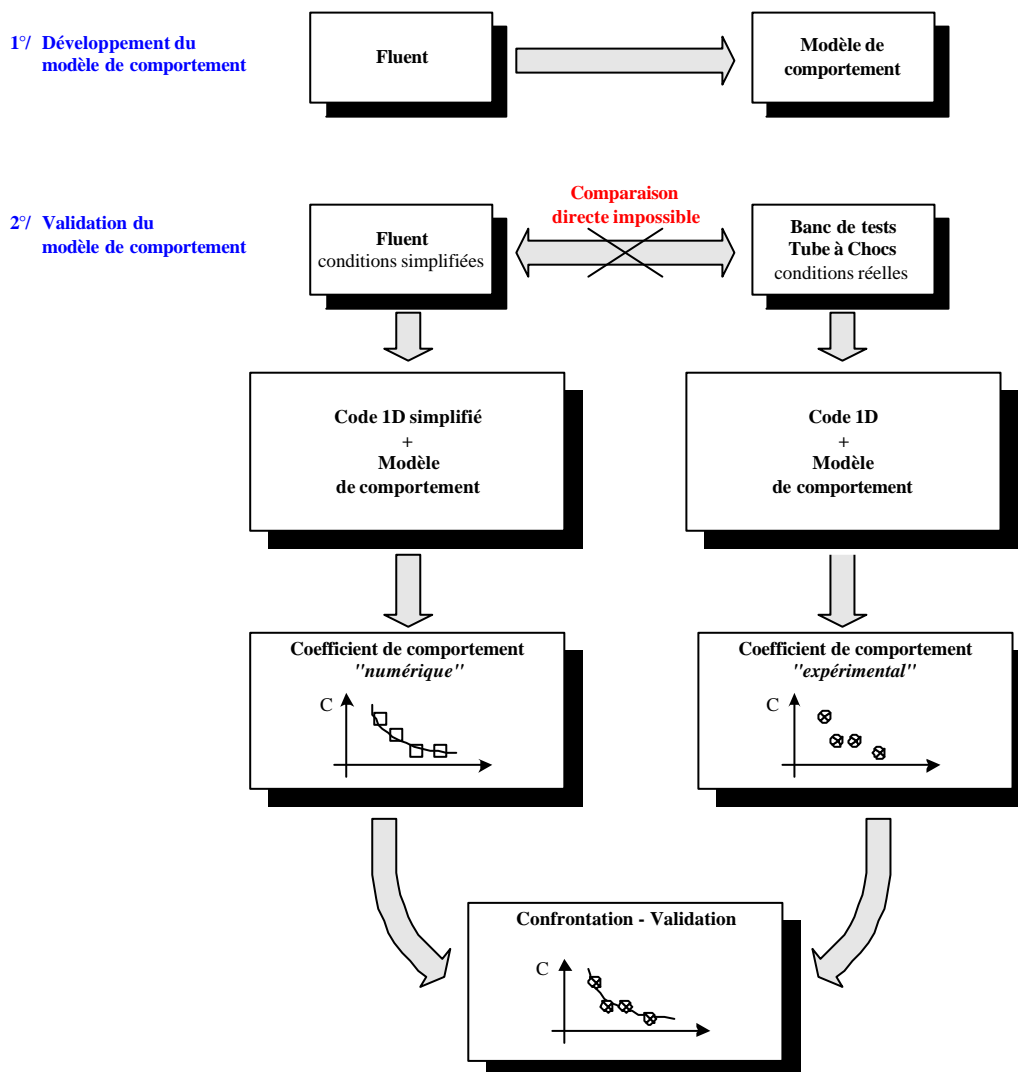 1°/ Développement du
modèle de comportement
Fluent
Modèle de
comportement
2°/ Validation du
modèle de comportement
Fluent
conditions simplifiées
Comparaison
directe impossible
Banc de tests
Tube à Chocs
conditions réelles
Code 1D simplifié
+
Modèle
de comportement
Code 1D
+
Modèle
de comportement
Coefficient de comportement
"numérique"
C
Coefficient de comportement
"expérimental"
C
Confrontation - Validation
C